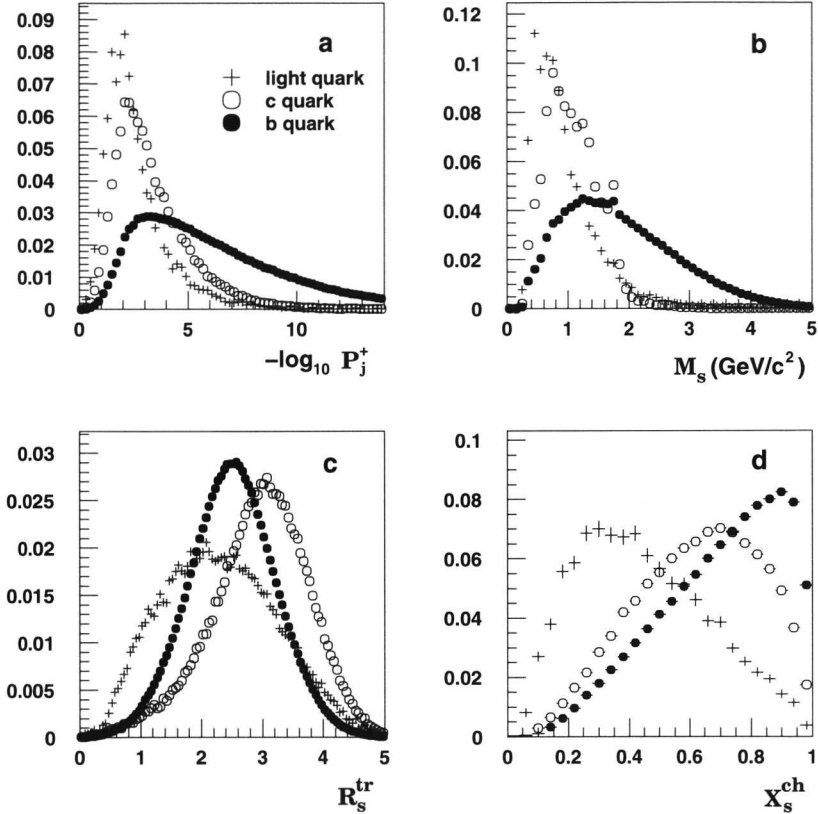 0.09
0.08
0.07
0.06
0.05
0.04
0.03
0.02
0.01
0
a
light quark
c quark
b quark
0 5 10
−log₁₀ P⁺ⱼ
0.12
0.1
0.08
0.06
0.04
0.02
0
b
0 1 2 3 4 5
Mₛ (GeV/c²)
0.03
0.025
0.02
0.015
0.01
0.005
0
c
0 1 2 3 4 5
Rₛᵗʳ
0.1
0.08
0.06
0.04
0.02
0
d
0 0.2 0.4 0.6 0.8 1
Xₛᶜʰ